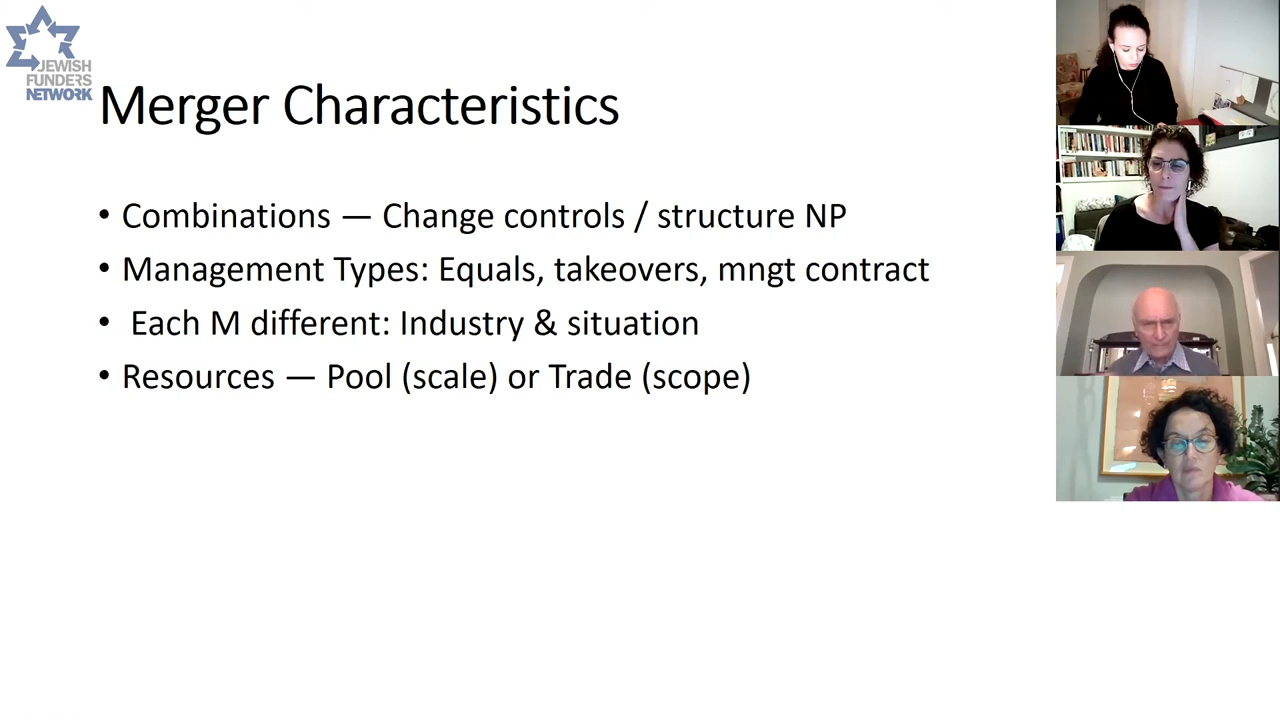 JEWISH
FUNDERS
NETWORK
Merger Characteristics
• Combinations — Change controls / structure NP
• Management Types: Equals, takeovers, mngt contract
• Each M different: Industry & situation
• Resources — Pool (scale) or Trade (scope)